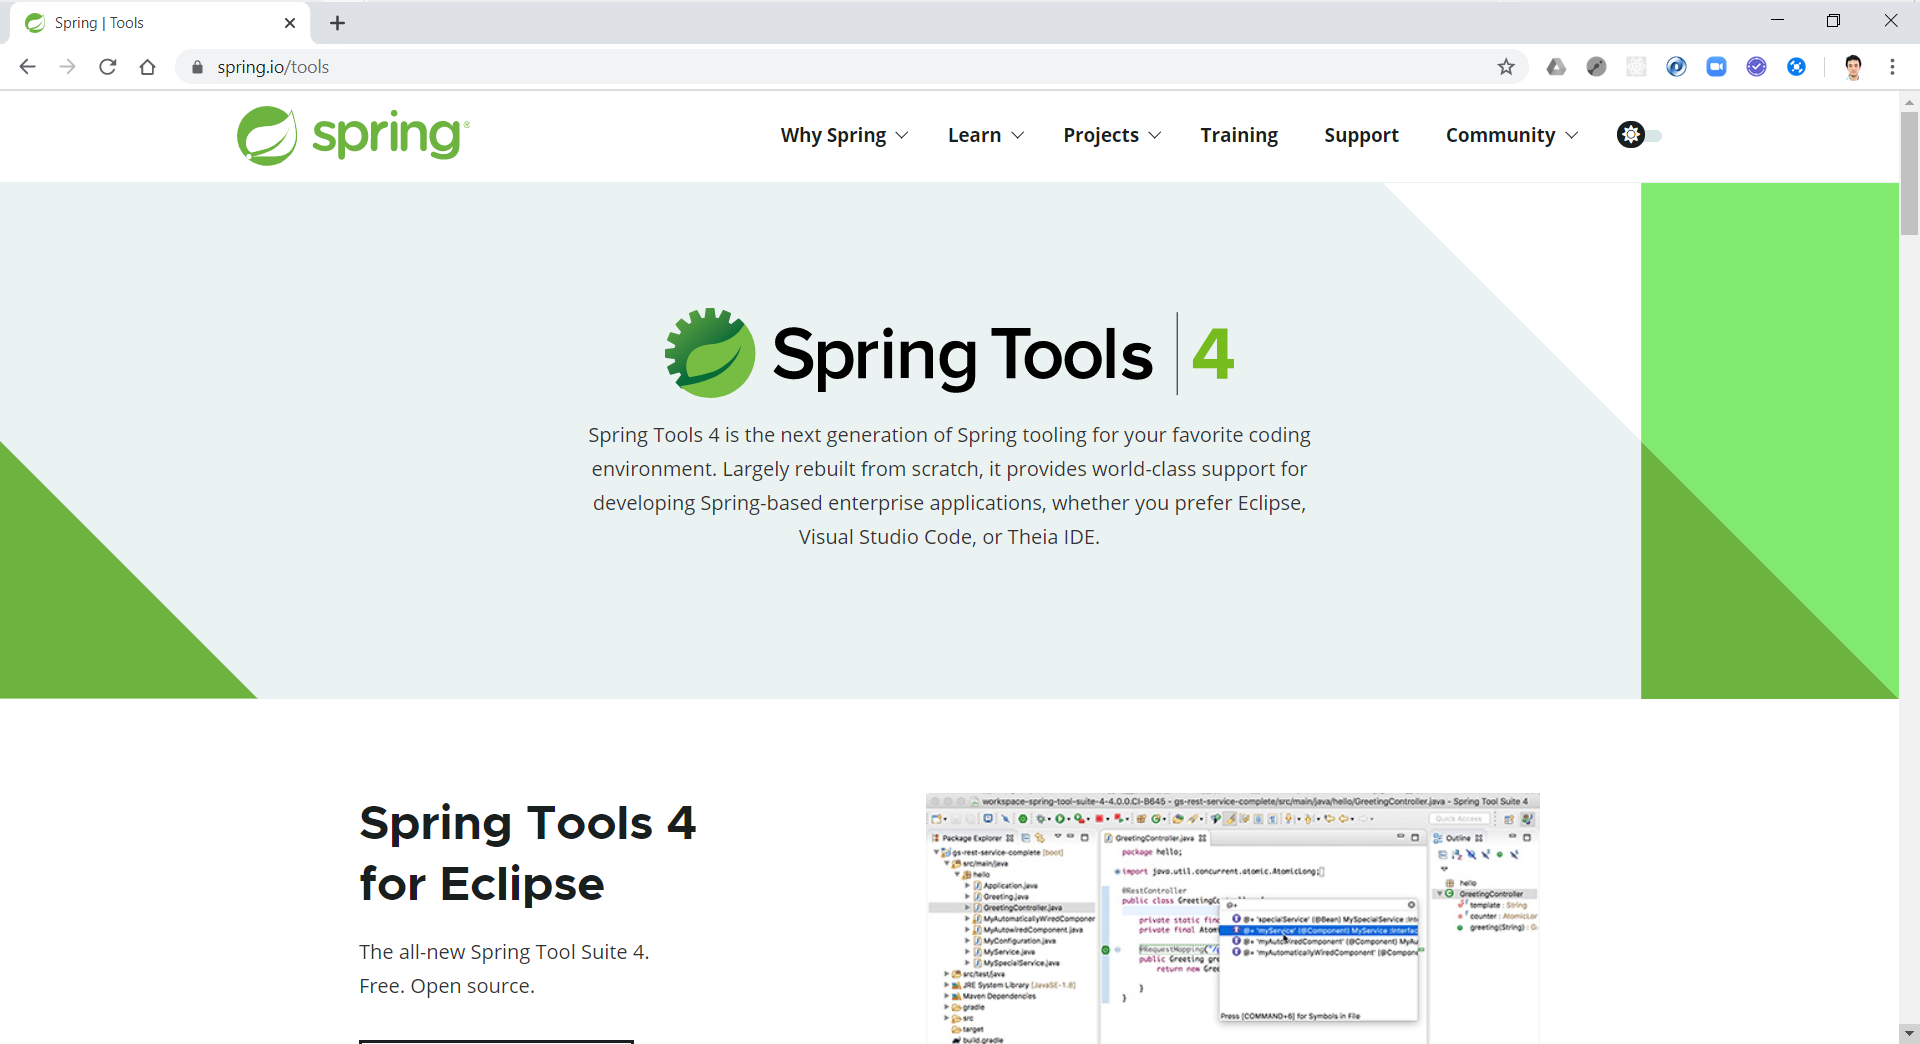 Spring | Tools
spring.io/tools
spring
Why Spring
Learn
Projects
Training
Support
Community
Spring Tools 4
Spring Tools 4 is the next generation of Spring tooling for your favorite coding
environment. Largely rebuilt from scratch, it provides world-class support for
developing Spring-based enterprise applications, whether you prefer Eclipse,
Visual Studio Code, or Theia IDE.
Spring Tools 4
for Eclipse
The all-new Spring Tool Suite 4.
Free. Open source.
workspace-spring-tool-suite-4-4.0.0.CI-B645 - gs-rest-service-complete/src/main/java/hello/GreetingController.java - Spring Tool Suite 4
Quick Access
Package Explorer
gs-rest-service-complete [boot]
src/main/java
hello
Application.java
Greeting.java
GreetingController.java
MyAutomaticallyWiredComponent
MyAutowiredComponent.java
MyConfiguration.java
MyService.java
MySpecialService.java
src/test/java
JRE System Library [JavaSE-1.8]
Maven Dependencies
gradle
src
target
build.gradle
GreetingController.java
package hello;
import java.util.concurrent.atomic.AtomicLong;
@RestController
public class GreetingC
private static fina
private final Atom
@RequestMapping("/g
public Greeting gre
return new Gree
}
}
@+
@+ 'specialService' (@Bean) MySpecialService :Inte
@+ 'myService' (@Component) MyService :Interfac
@+ 'myAutowiredComponent' (@Component) MyAu
@+ 'myAutomaticallyWiredComponent' (@Compone
Press [COMMAND+6] for Symbols in File
Outline
hello
GreetingController
template : String
counter : AtomicLor
greeting(String) : G